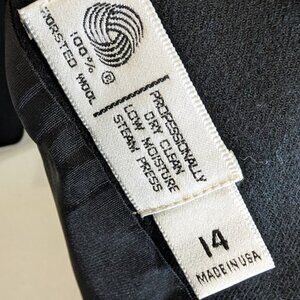 ®
100%
WORSTED WOOL
PROFESSIONALLY
DRY CLEAN
LOW MOISTURE
STEAM PRESS
14
MADE IN USA